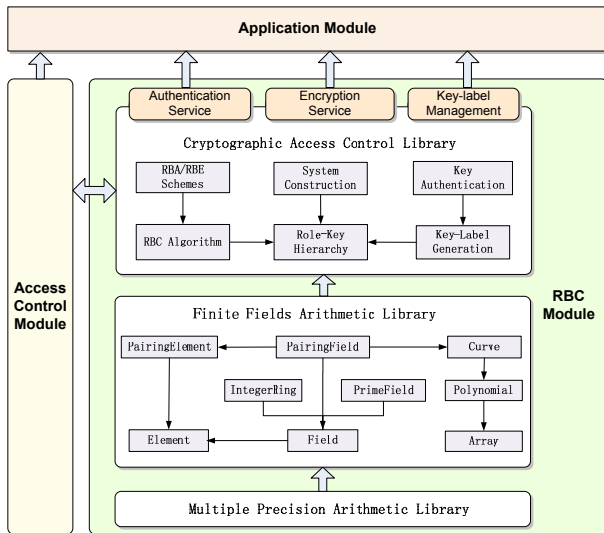 Application Module
Authentication
Service
Encryption
Service
Key-label
Management
Cryptographic Access Control Library
RBA/RBE
Schemes
System
Construction
Key
Authentication
RBC Algorithm
Role-Key
Hierarchy
Key-Label
Generation
Access
Control
Module
RBC
Module
Finite Fields Arithmetic Library
PairingElement
PairingField
Curve
IntegerRing
PrimeField
Polynomial
Element
Field
Array
Multiple Precision Arithmetic Library